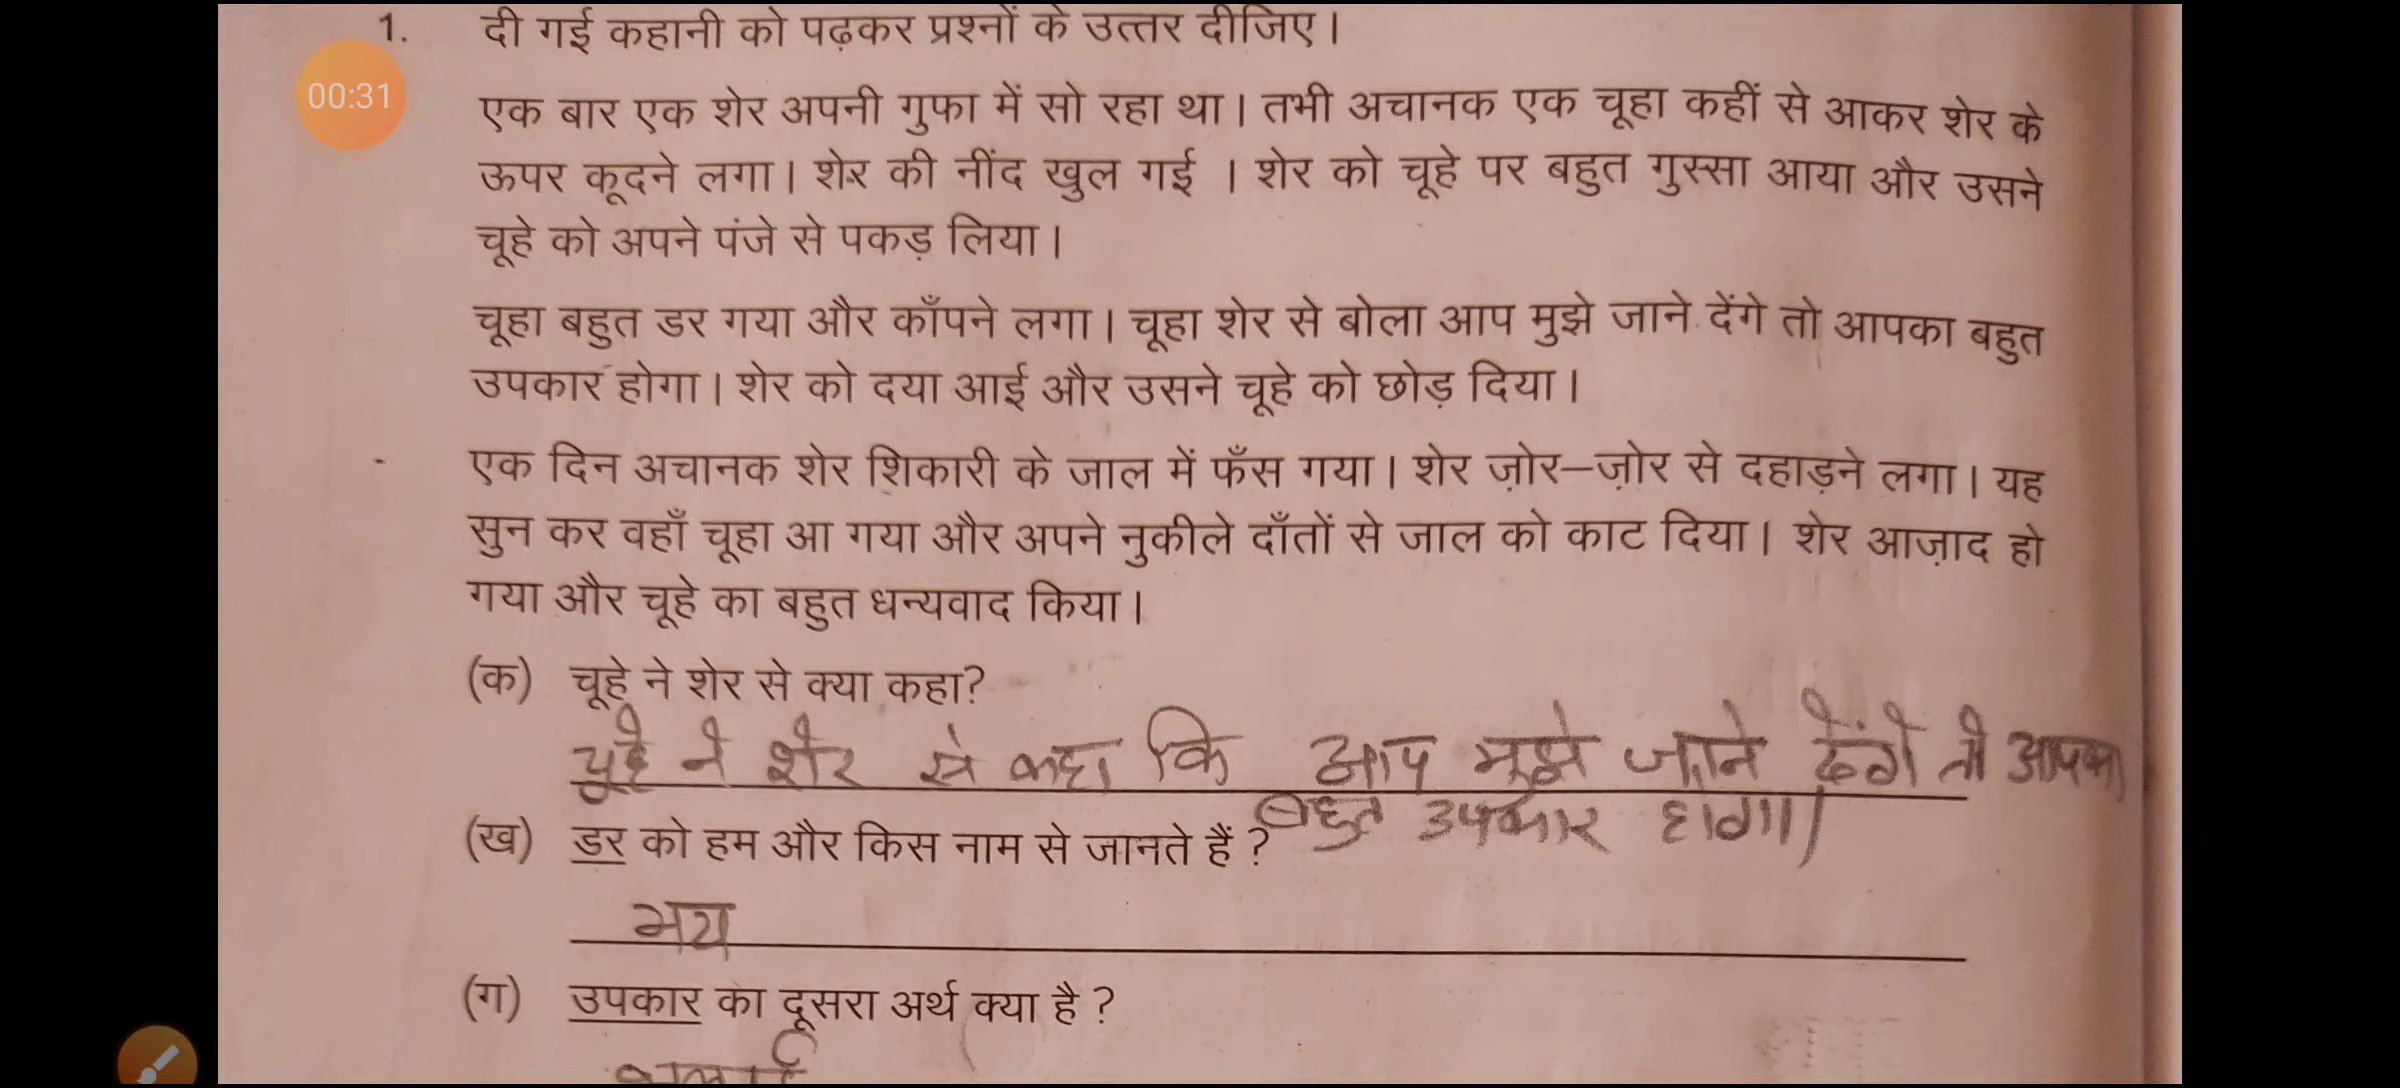 1. दी गई कहानी को पढ़कर प्रश्नों के उत्तर दीजिए।
00:31
एक बार एक शेर अपनी गुफा में सो रहा था। तभी अचानक एक चूहा कहीं से आकर शेर के
ऊपर कूदने लगा। शेर की नींद खुल गई । शेर को चूहे पर बहुत गुस्सा आया और उसने
चूहे को अपने पंजे से पकड़ लिया।
चूहा बहुत डर गया और काँपने लगा। चूहा शेर से बोला आप मुझे जाने देंगे तो आपका बहुत
उपकार होगा। शेर को दया आई और उसने चूहे को छोड़ दिया।
एक दिन अचानक शेर शिकारी के जाल में फँस गया। शेर ज़ोर–ज़ोर से दहाड़ने लगा। यह
सुन कर वहाँ चूहा आ गया और अपने नुकीले दाँतों से जाल को काट दिया। शेर आज़ाद हो
गया और चूहे का बहुत धन्यवाद किया।
(क) चूहे ने शेर से क्या कहा?
चूहे ने शेर से कहा कि आप मुझे जाने देंगे तो आपका
बहुत उपकार होगा।
(ख) डर को हम और किस नाम से जानते हैं ?
भय
(ग) उपकार का दूसरा अर्थ क्या है ?
भलाई